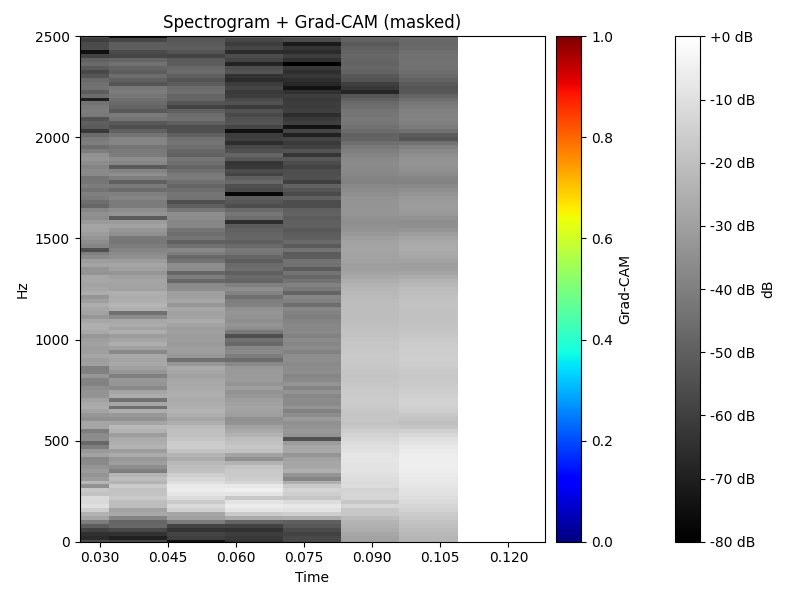 Spectrogram + Grad-CAM (masked)
2500
2000
1500
1000
500
0
Hz
0.030
0.045
0.060
0.075
0.090
0.105
0.120
Time
1.0
0.8
0.6
0.4
0.2
0.0
Grad-CAM
+0 dB
-10 dB
-20 dB
-30 dB
-40 dB
-50 dB
-60 dB
-70 dB
-80 dB
dB